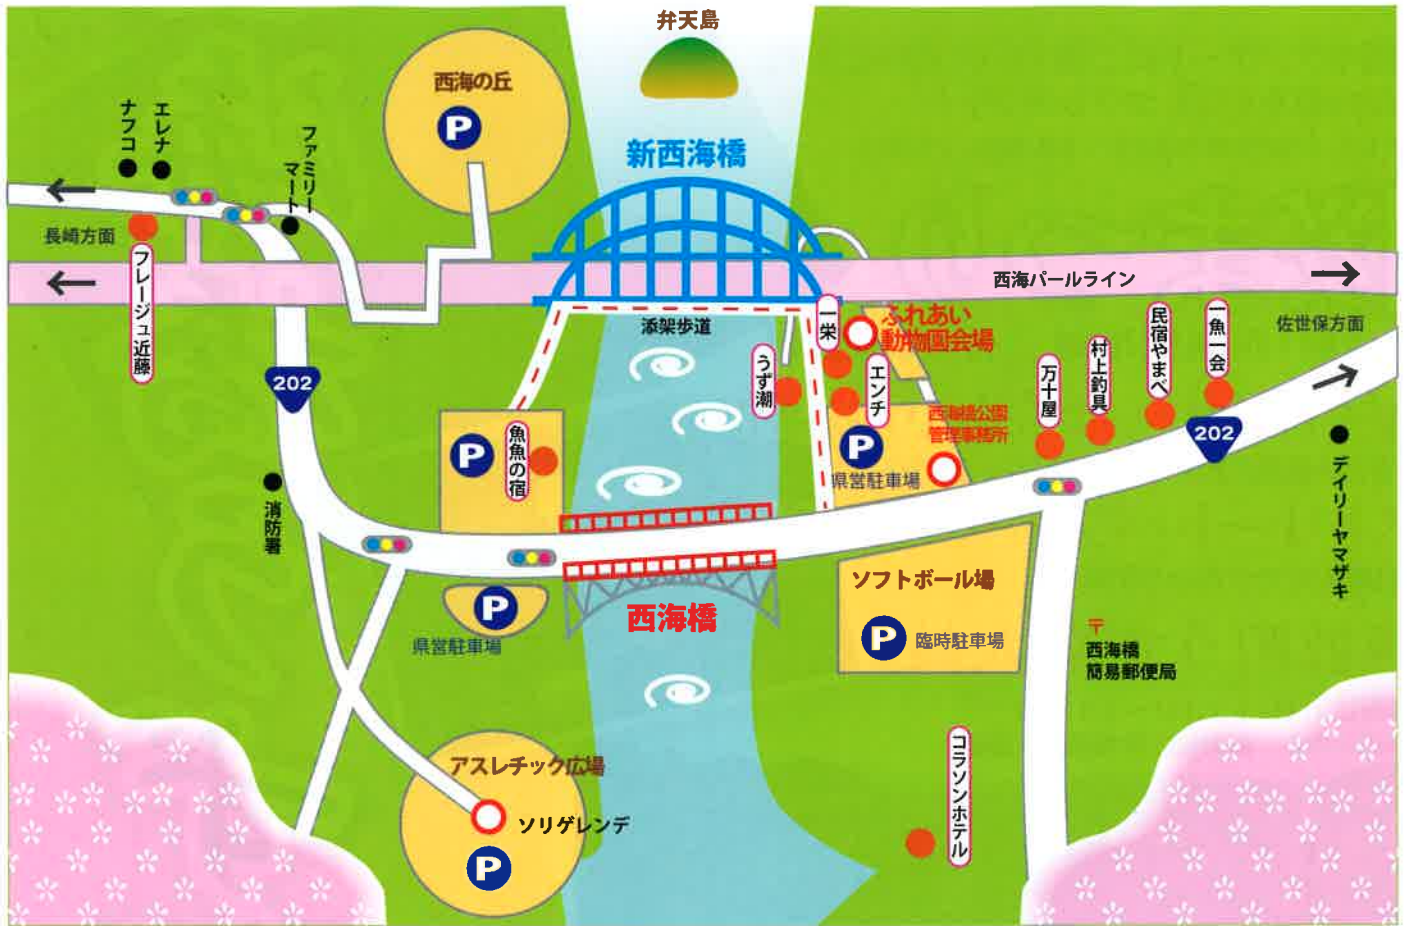 弁天島
西海の丘
P
ナフコ
エレナ
ファミリー
マート
新西海橋
長崎方面
フレージュ近藤
西海パールライン
佐世保方面
添架歩道
一栄
ふれあい
動物園会場
うず潮
エンチ
万十屋
村上釣具
民宿やまべ
一魚一会
202
202
西海橋公園
管理事務所
P
県営駐車場
P
魚魚の宿
消防署
デイリーヤマザキ
P
県営駐車場
西海橋
ソフトボール場
P
臨時駐車場
〒
西海橋
簡易郵便局
コラソンホテル
アスレチック広場
ソリゲレンデ
P